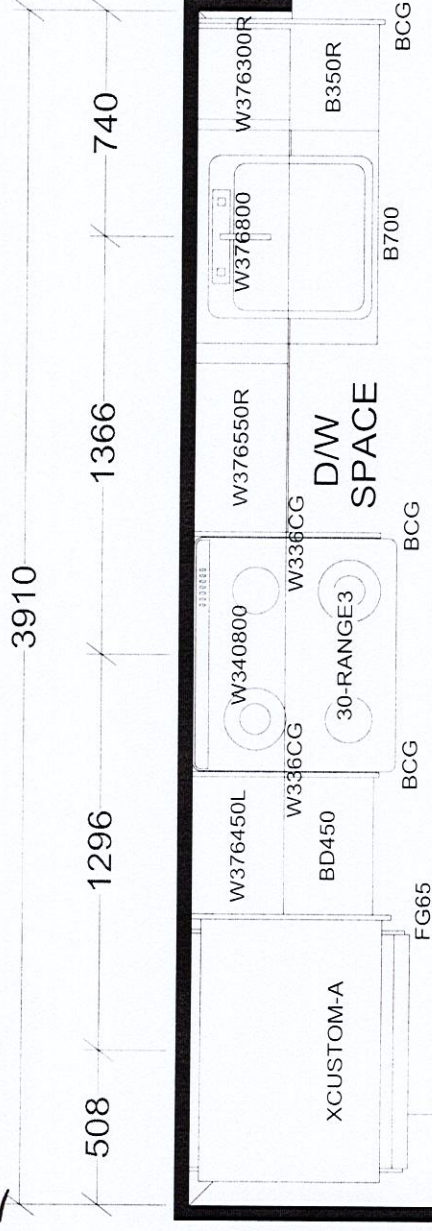 3910
508
1296
1366
740
W376450L
W340800
W376550R
W376800
W376300R
W336CG
W336CG
XCUSTOM-A
BD450
30-RANGE3
D/W
SPACE
B350R
FG65
BCG
BCG
B700
BCG